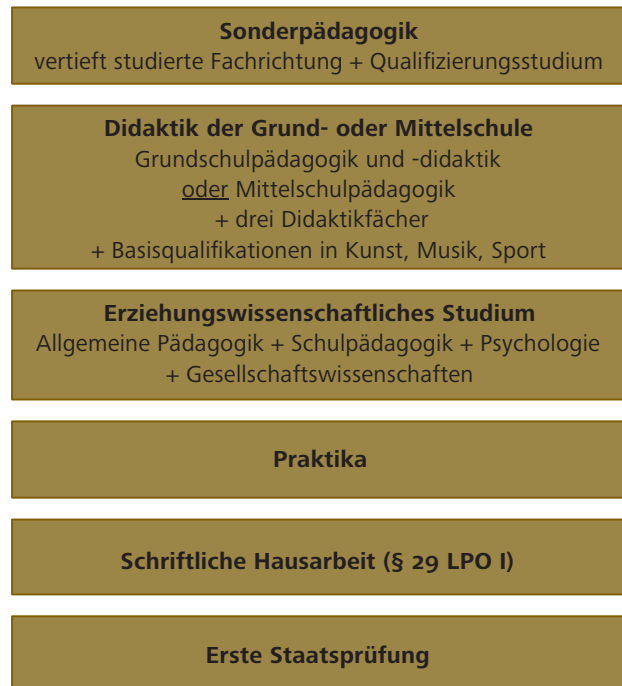 Sonderpädagogik
vertieft studierte Fachrichtung + Qualifizierungsstudium
Didaktik der Grund- oder Mittelschule
Grundschulpädagogik und -didaktik
oder Mittelschulpädagogik
+ drei Didaktikfächer
+ Basisqualifikationen in Kunst, Musik, Sport
Erziehungswissenschaftliches Studium
Allgemeine Pädagogik + Schulpädagogik + Psychologie
+ Gesellschaftswissenschaften
Praktika
Schriftliche Hausarbeit (§ 29 LPO I)
Erste Staatsprüfung